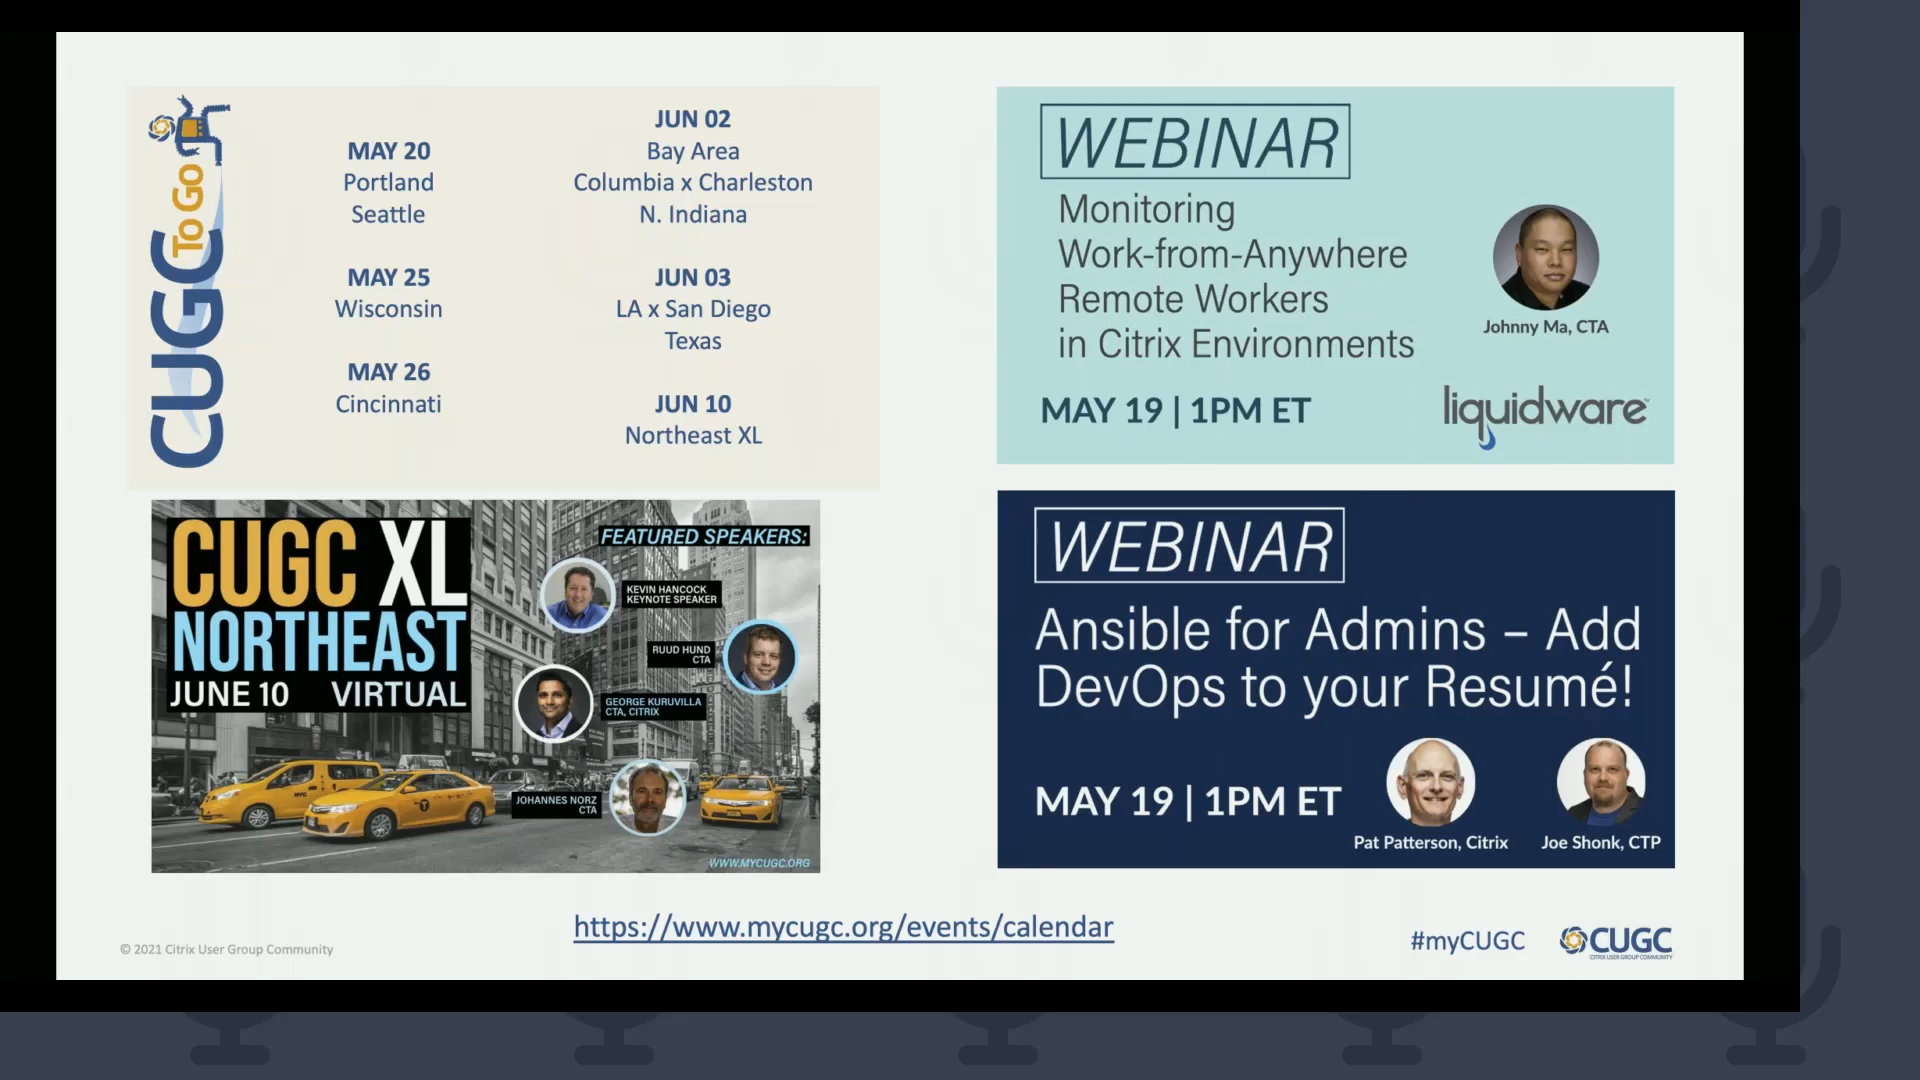 CUGC To Go
MAY 20
Portland
Seattle
MAY 25
Wisconsin
MAY 26
Cincinnati
JUN 02
Bay Area
Columbia x Charleston
N. Indiana
JUN 03
LA x San Diego
Texas
JUN 10
Northeast XL
WEBINAR
Monitoring
Work-from-Anywhere
Remote Workers
in Citrix Environments
MAY 19 | 1PM ET
Johnny Ma, CTA
liquidware
CUGC XL
NORTHEAST
JUNE 10 VIRTUAL
FEATURED SPEAKERS:
KEVIN HANCOCK
KEYNOTE SPEAKER
RUUD HUND
CTA
GEORGE KURUVILLA
CTA, CITRIX
JOHANNES NORZ
CTA
WWW.MYCUGC.ORG
WEBINAR
Ansible for Admins – Add
DevOps to your Resumé!
MAY 19 | 1PM ET
Pat Patterson, Citrix
Joe Shonk, CTP
https://www.mycugc.org/events/calendar
© 2021 Citrix User Group Community
#myCUGC
CUGC
CITRIX USER GROUP COMMUNITY